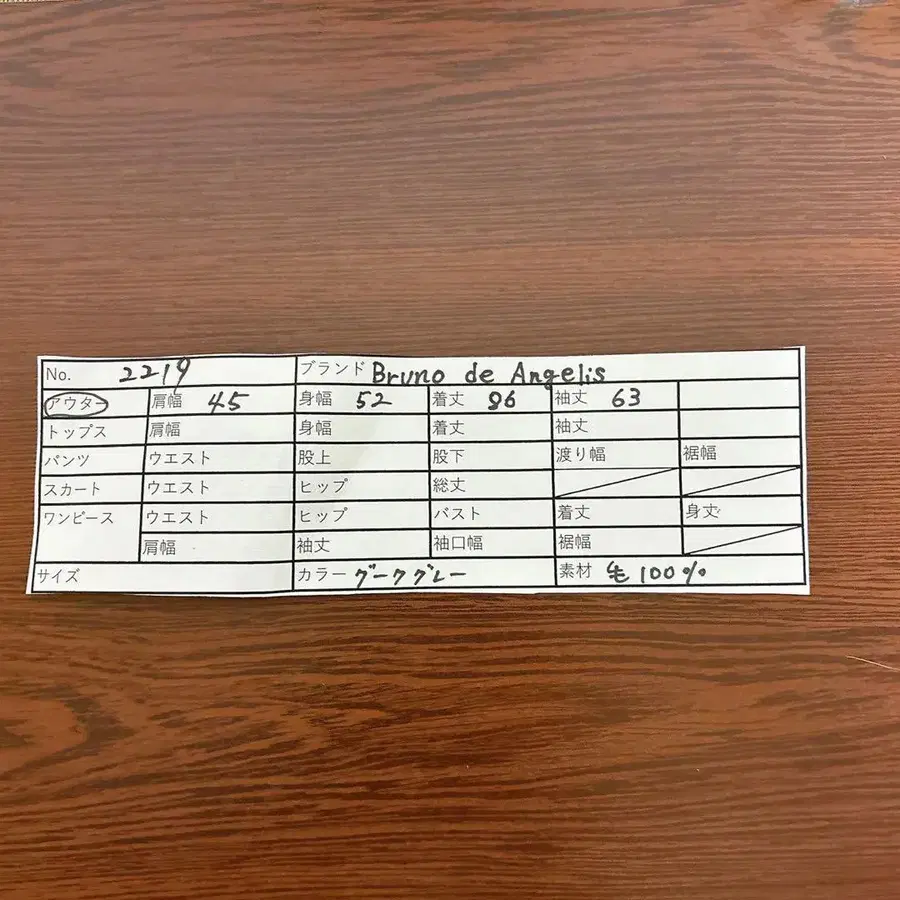 No. 2219 ブランド Bruno de Angelis
アウター 肩幅 45 身幅 52 着丈 86 袖丈 63
トップス 肩幅 身幅 着丈 袖丈
パンツ ウエスト 股上 股下 渡り幅 裾幅
スカート ウエスト ヒップ 総丈
ワンピース ウエスト ヒップ バスト 着丈 身丈
肩幅 袖丈 袖口幅 裾幅
サイズ カラー ダークグレー 素材 毛100%